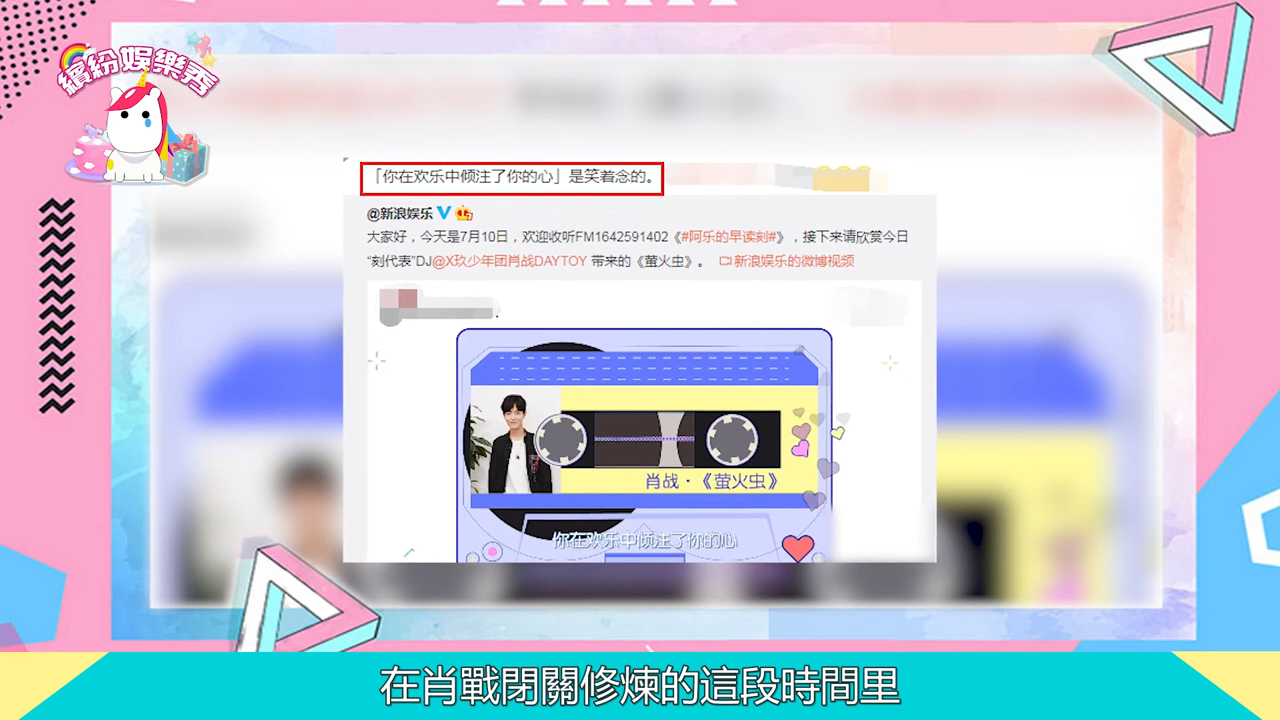 繽紛娛樂秀
「你在欢乐中倾注了你的心」是笑着念的。
@新浪娱乐
大家好，今天是7月10日，欢迎收听FM1642591402《#阿乐的早读刻#》，接下来请欣赏今日
“刻代表”DJ@X玖少年团肖战DAYTOY 带来的《萤火虫》。 新浪娱乐的微博视频
肖战·《萤火虫》
你在欢乐中倾注了你的心
在肖戰閉關修煉的這段時間里